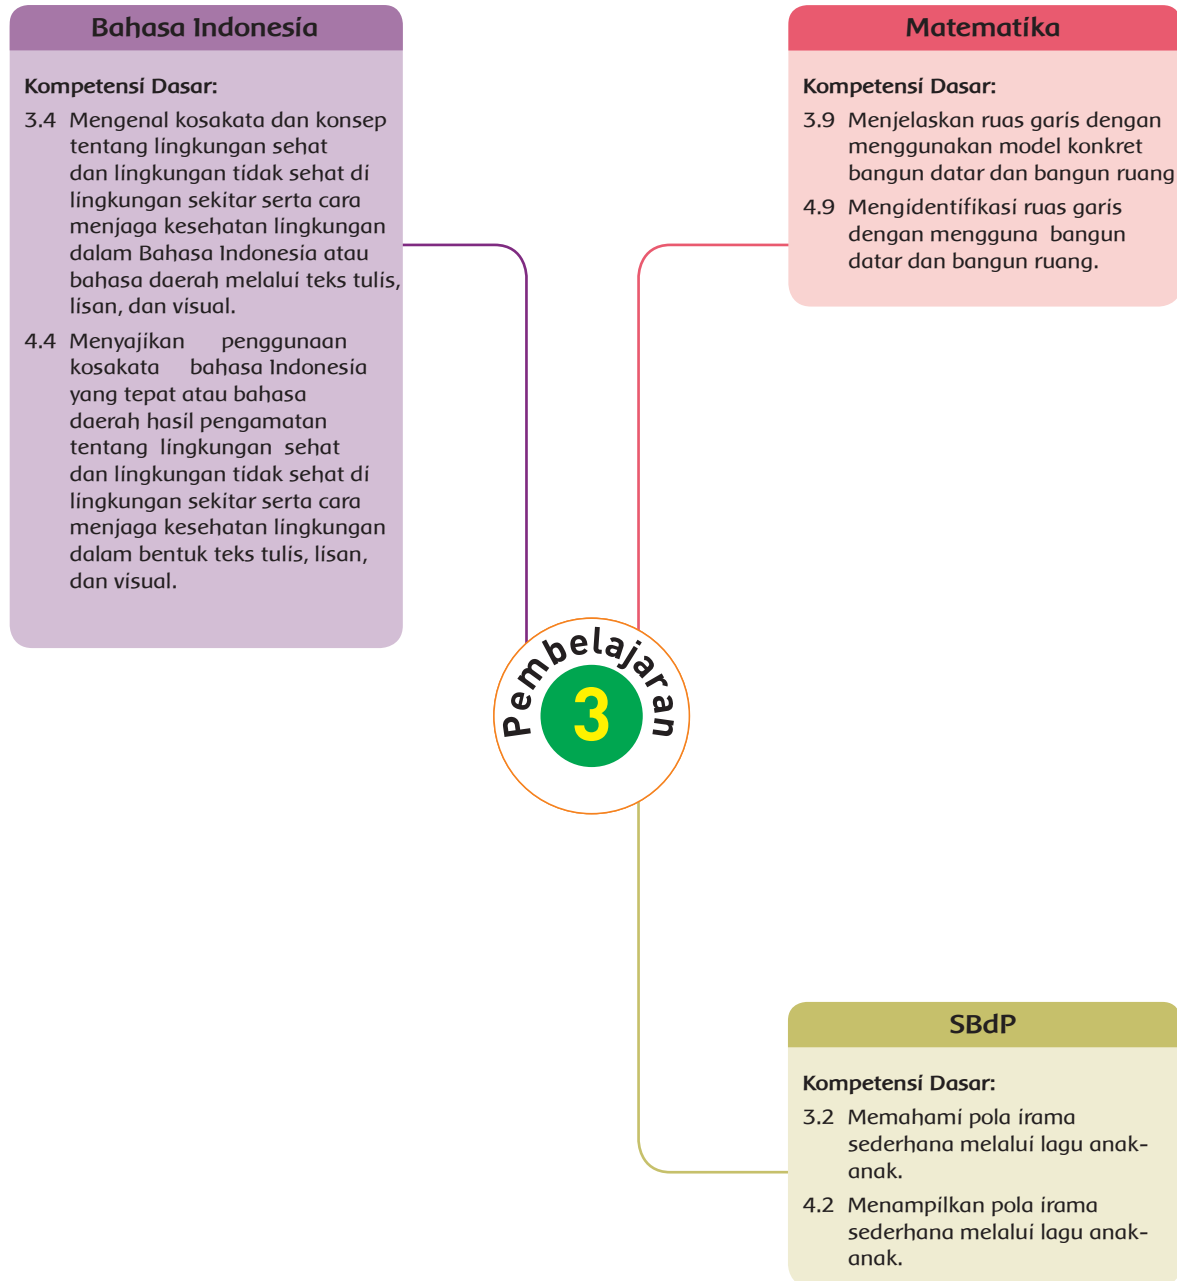 Bahasa Indonesia
Kompetensi Dasar:
3.4 Mengenal kosakata dan konsep
tentang lingkungan sehat
dan lingkungan tidak sehat di
lingkungan sekitar serta cara
menjaga kesehatan lingkungan
dalam Bahasa Indonesia atau
bahasa daerah melalui teks tulis,
lisan, dan visual.
4.4 Menyajikan penggunaan
kosakata bahasa Indonesia
yang tepat atau bahasa
daerah hasil pengamatan
tentang lingkungan sehat
dan lingkungan tidak sehat di
lingkungan sekitar serta cara
menjaga kesehatan lingkungan
dalam bentuk teks tulis, lisan,
dan visual.
Matematika
Kompetensi Dasar:
3.9 Menjelaskan ruas garis dengan
menggunakan model konkret
bangun datar dan bangun ruang
4.9 Mengidentifikasi ruas garis
dengan mengguna bangun
datar dan bangun ruang.
Pembelajaran
3
SBdP
Kompetensi Dasar:
3.2 Memahami pola irama
sederhana melalui lagu anak-
anak.
4.2 Menampilkan pola irama
sederhana melalui lagu anak-
anak.